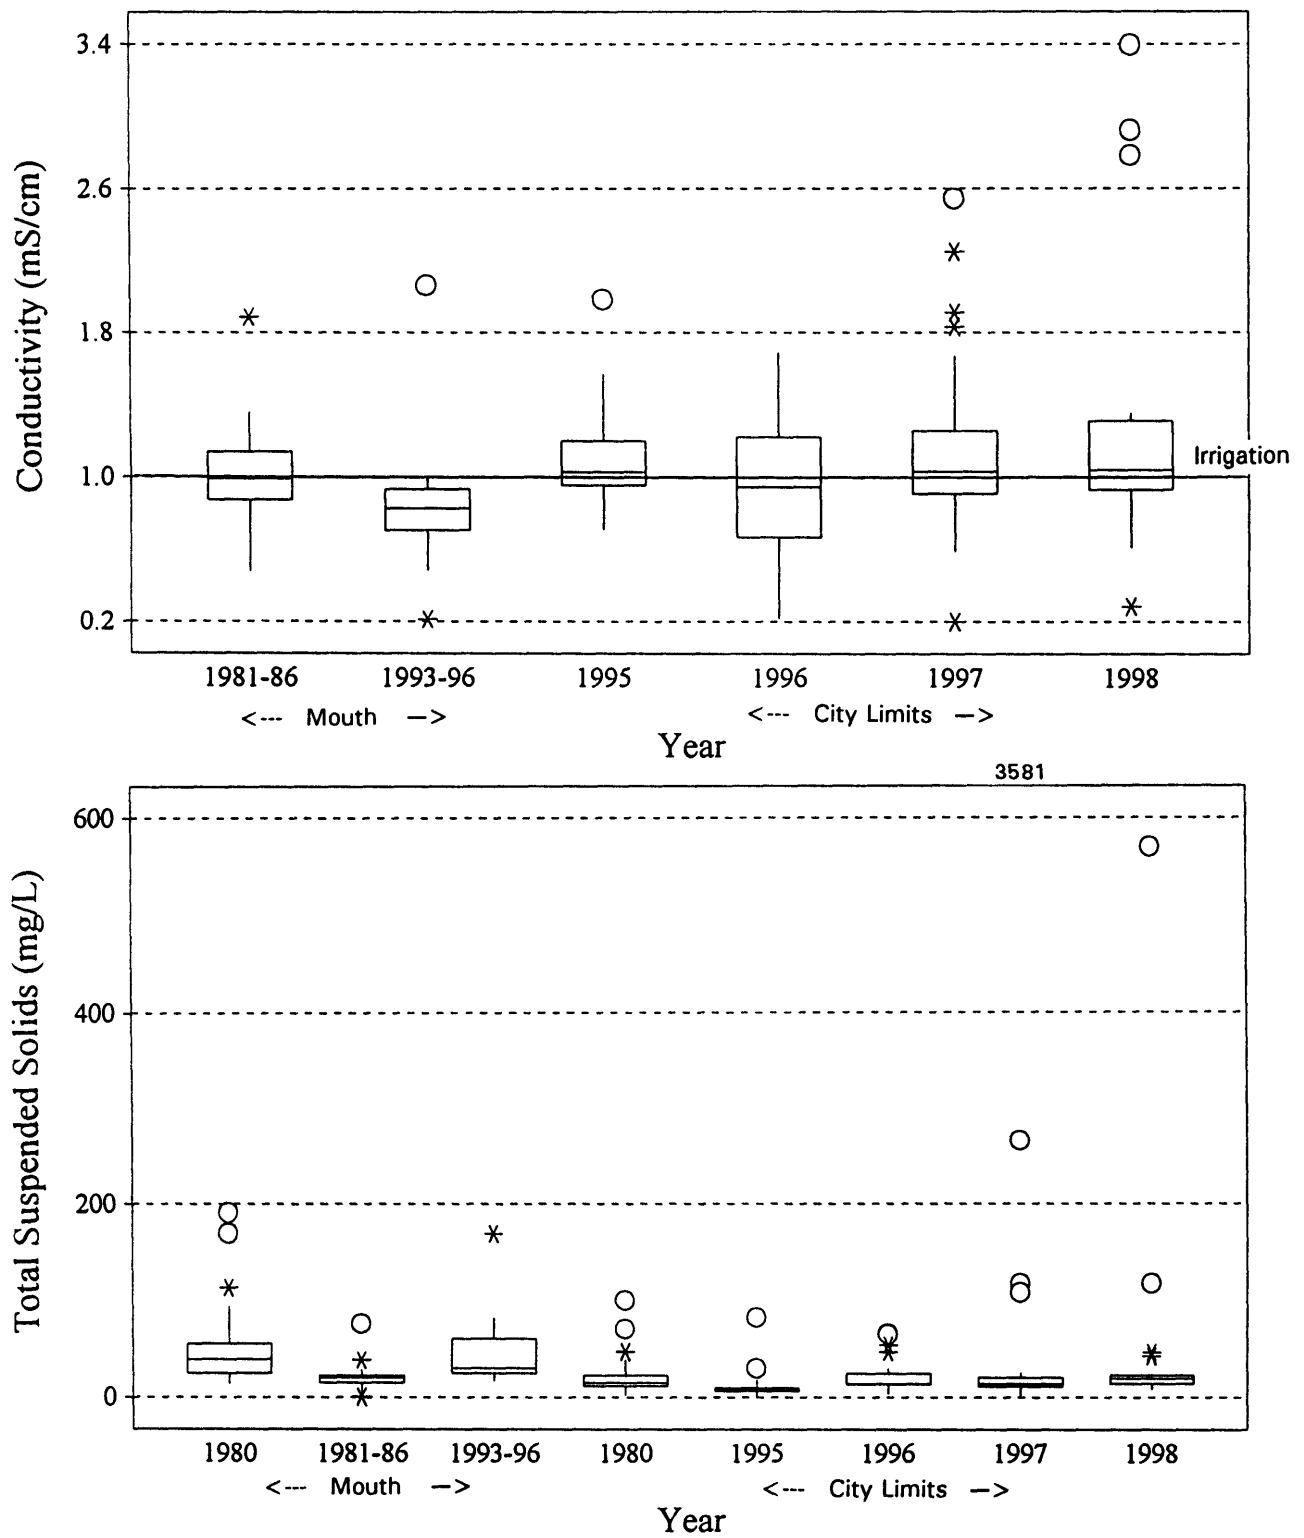 3.4
2.6
1.8
1.0
0.2
Conductivity (mS/cm)
Irrigation
1981-86 1993-96 1995 1996 1997 1998
<--- Mouth --> <--- City Limits -->
Year
3581
600
400
200
0
Total Suspended Solids (mg/L)
1980 1981-86 1993-96 1980 1995 1996 1997 1998
<--- Mouth --> <--- City Limits -->
Year